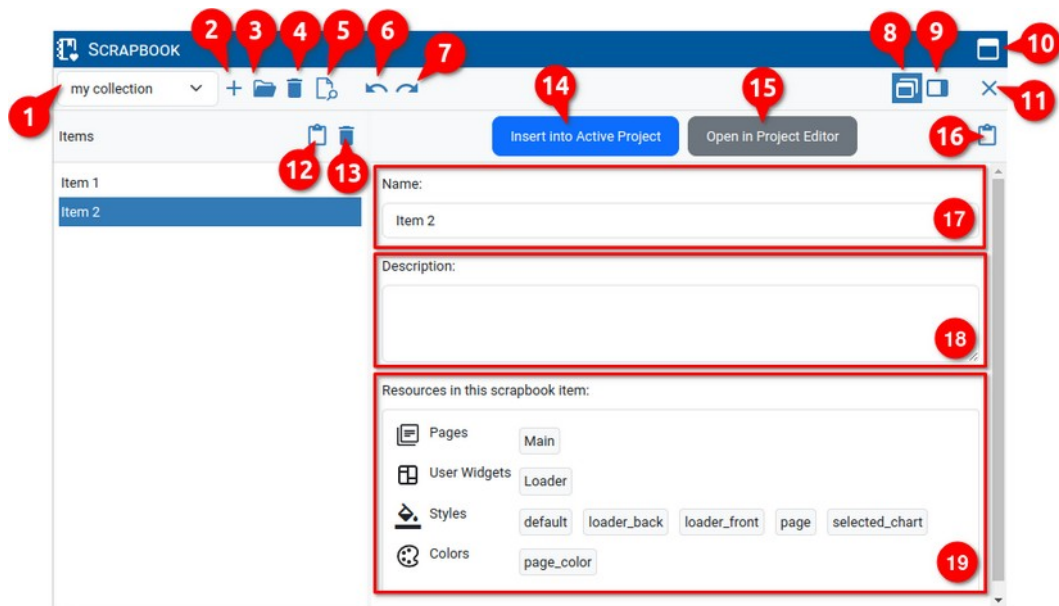 2 3 4 5 6 7 8 9
SCRAPBOOK 10
my collection
1 14 15 11
Items Insert into Active Project Open in Project Editor 16
12 13
Item 1 Name:
Item 2 Item 2 17
Description:
18
Resources in this scrapbook item:
Pages Main
User Widgets Loader
Styles default loader_back loader_front page selected_chart
Colors page_color 19